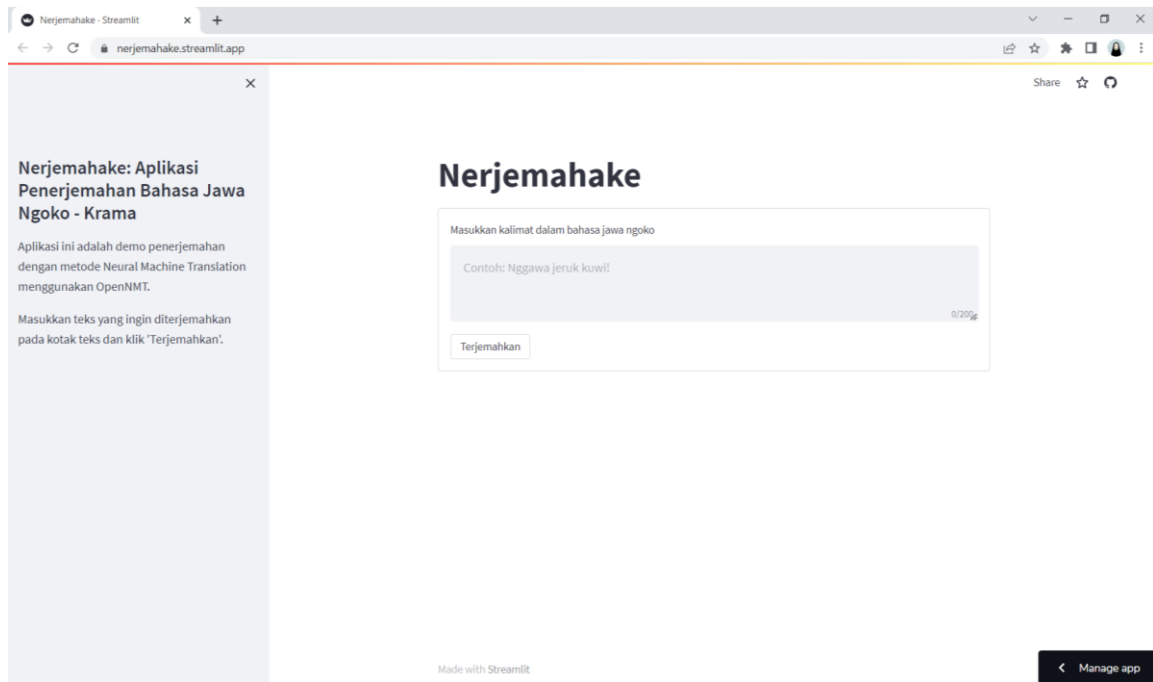 Nerjemahake - Streamlit
nerjemahake.streamlit.app
Share
Nerjemahake: Aplikasi
Penerjemahan Bahasa Jawa
Ngoko - Krama
Aplikasi ini adalah demo penerjemahan
dengan metode Neural Machine Translation
menggunakan OpenNMT.
Masukkan teks yang ingin diterjemahkan
pada kotak teks dan klik 'Terjemahkan'.
Nerjemahake
Masukkan kalimat dalam bahasa jawa ngoko
Contoh: Nggawa jeruk kuwi!
0/200
Terjemahkan
Made with Streamlit
Manage app